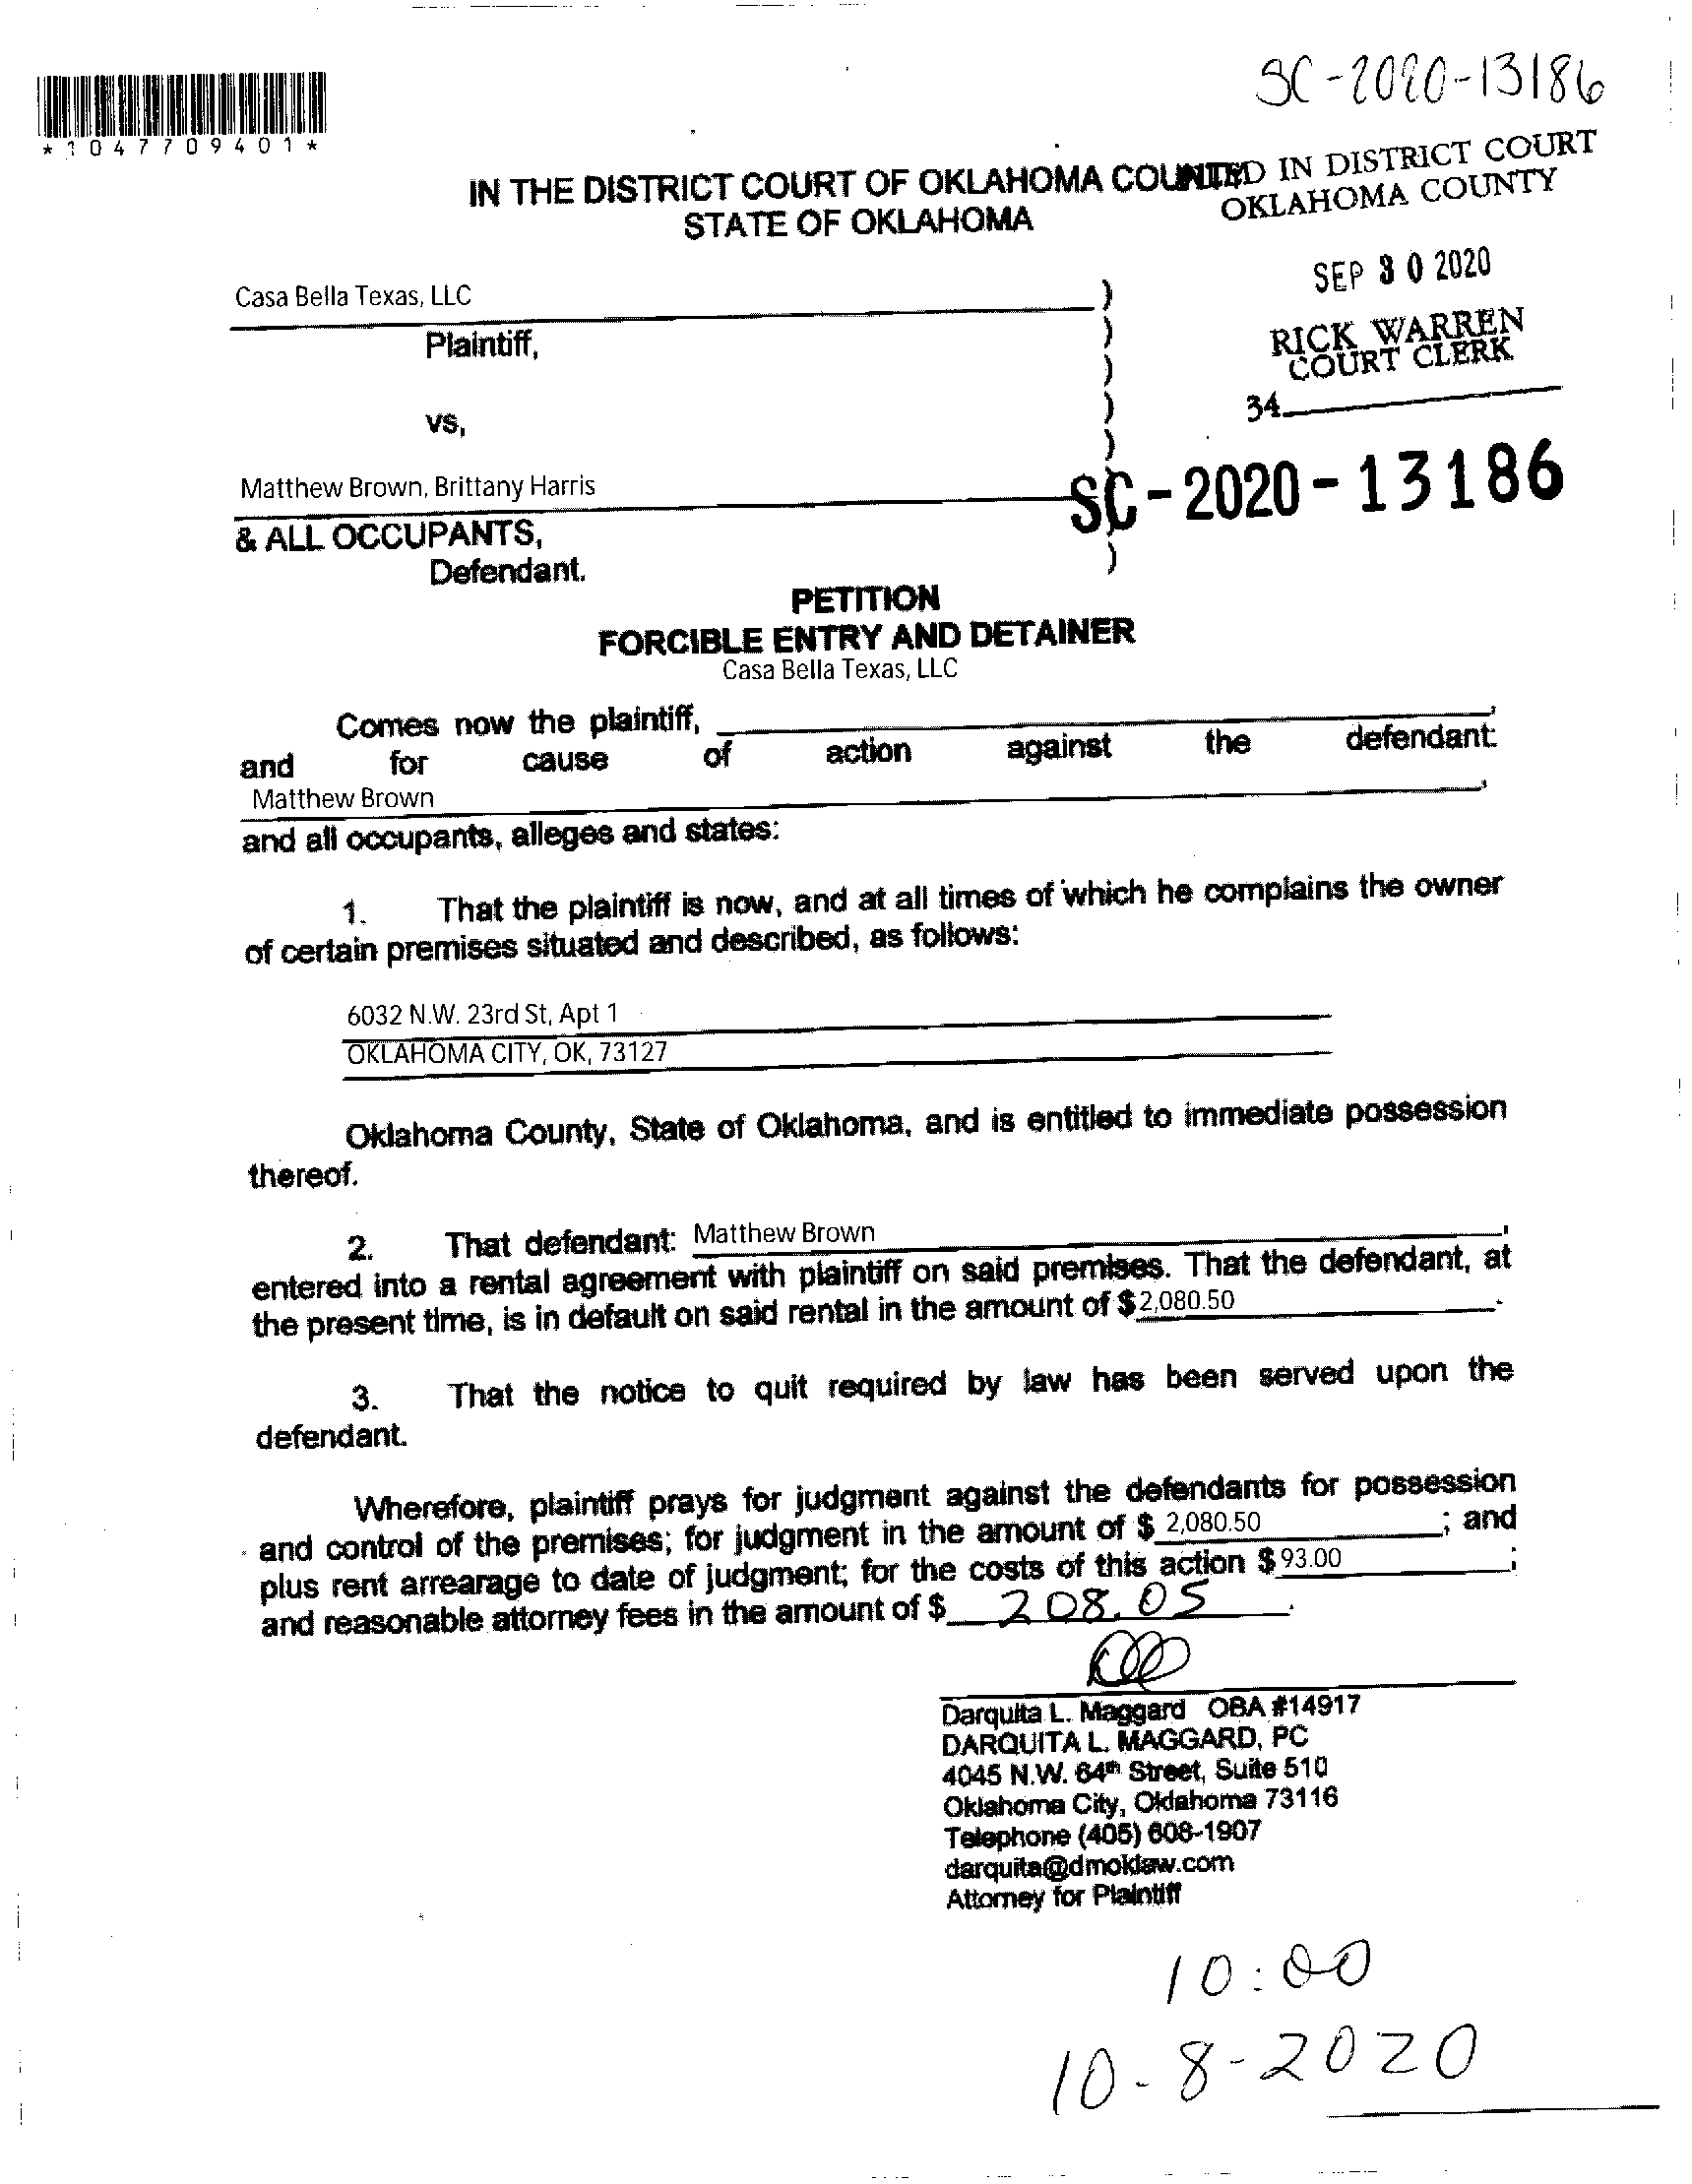 SC-2020-13186
*1047709401*
IN THE DISTRICT COURT OF OKLAHOMA COUNTY
STATE OF OKLAHOMA
IN DISTRICT COURT
OKLAHOMA COUNTY
SEP 30 2020
RICK WARREN
COURT CLERK
34
Casa Bella Texas, LLC )
Plaintiff, )
)
)
vs, )
Matthew Brown, Brittany Harris
SC-2020-13186
& ALL OCCUPANTS,
Defendant. )
PETITION
FORCIBLE ENTRY AND DETAINER
Casa Bella Texas, LLC
Comes now the plaintiff, ,
and for cause of action against the defendant:
Matthew Brown ,
and all occupants, alleges and states:
1. That the plaintiff is now, and at all times of which he complains the owner
of certain premises situated and described, as follows:
6032 N.W. 23rd St, Apt 1
OKLAHOMA CITY, OK, 73127
Oklahoma County, State of Oklahoma, and is entitled to immediate possession
thereof.
2. That defendant: Matthew Brown ,
entered into a rental agreement with plaintiff on said premises. That the defendant, at
the present time, is in default on said rental in the amount of $2,080.50 .
3. That the notice to quit required by law has been served upon the
defendant.
Wherefore, plaintiff prays for judgment against the defendants for possession
and control of the premises; for judgment in the amount of $ 2,080.50 ; and
plus rent arrearage to date of judgment; for the costs of this action $ 93.00 ;
and reasonable attorney fees in the amount of $ 208.05 .
Darquita L. Maggard OBA #14917
DARQUITA L. MAGGARD, PC
4045 N.W. 64th Street, Suite 510
Oklahoma City, Oklahoma 73116
Telephone (405) 608-1907
darquita@dmoklaw.com
Attorney for Plaintiff
10:00
10-8-2020